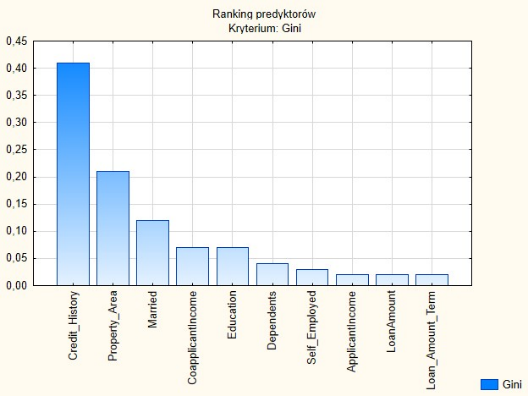 Ranking predyktorów
Kryterium: Gini
0,45
0,40
0,35
0,30
0,25
0,20
0,15
0,10
0,05
0,00
Credit_History
Property_Area
Married
CoapplicantIncome
Education
Dependents
Self_Employed
ApplicantIncome
LoanAmount
Loan_Amount_Term
Gini